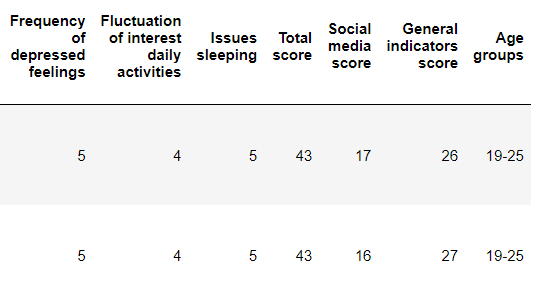 Frequency of depressed feelings	Fluctuation of interest daily activities	Issues sleeping	Total score	Social media score	General indicators score	Age groups
5	4	5	43	17	26	19-25
5	4	5	43	16	27	19-25